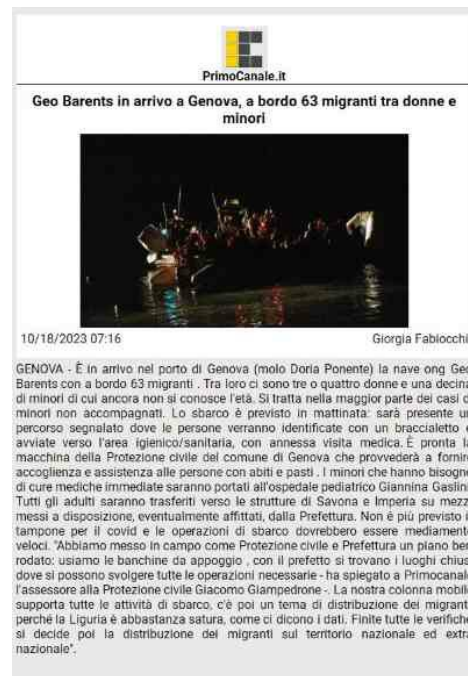 PrimoCanale.it
Geo Barents in arrivo a Genova, a bordo 63 migranti tra donne e
minori
10/18/2023 07:16
Giorgia Fabiocchi
GENOVA - È in arrivo nel porto di Genova (molo Doria Ponente) la nave ong Geo
Barents con a bordo 63 migranti . Tra loro ci sono tre o quattro donne e una decina
di minori di cui ancora non si conosce l'età. Si tratta nella maggior parte dei casi d
minori non accompagnati. Lo sbarco è previsto in mattinata: sarà presente un
percorso segnalato dove le persone verranno identificate con un braccialetto e
avviate verso l'area igienico/sanitaria, con annessa visita medica. È pronta la
macchina della Protezione civile del comune di Genova che provvederà a fornire
accoglienza e assistenza alle persone con abiti e pasti . I minori che hanno bisogno
di cure mediche immediate saranno portati all'ospedale pediatrico Giannina Gaslini
Tutti gli adulti saranno trasferiti verso le strutture di Savona e Imperia su mezz
messi a disposizione, eventualmente affittati, dalla Prefettura. Non è più previsto i
tampone per il covid e le operazioni di sbarco dovrebbero essere mediamente
veloci. "Abbiamo messo in campo come Protezione civile e Prefettura un piano ben
rodato: usiamo le banchine da appoggio , con il prefetto si trovano i luoghi chius
dove si possono svolgere tutte le operazioni necessarie - ha spiegato a Primocanale
l'assessore alla Protezione civile Giacomo Giampedrone -. La nostra colonna mobile
supporta tutte le attività di sbarco, c'è poi un tema di distribuzione dei migrant
perché la Liguria è abbastanza satura, come ci dicono i dati. Finite tutte le verifiche
si decide poi la distribuzione dei migranti sul territorio nazionale ed extra
nazionale".